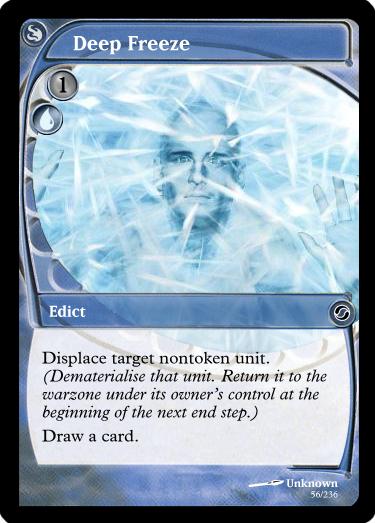 Deep Freeze
1
Edict
Displace target nontoken unit.
(Dematerialise that unit. Return it to the
warzone under its owner's control at the
beginning of the next end step.)
Draw a card.
Unknown
56/236